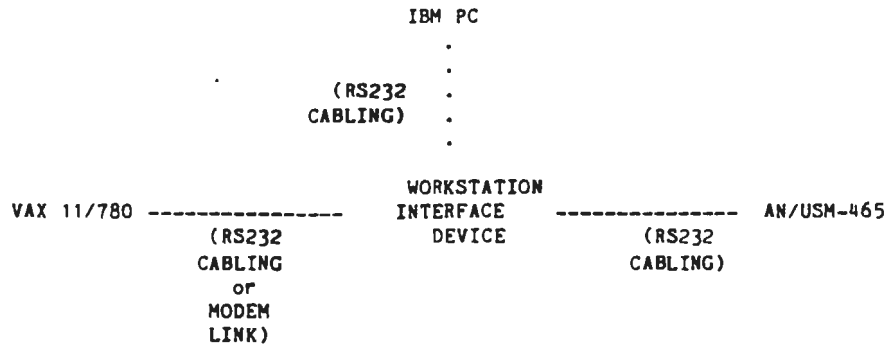 IBM PC
(RS232
CABLING)
WORKSTATION
VAX 11/780 ---------------- INTERFACE --------------- AN/USM-465
DEVICE
(RS232
CABLING
or
MODEM
LINK)
(RS232
CABLING)